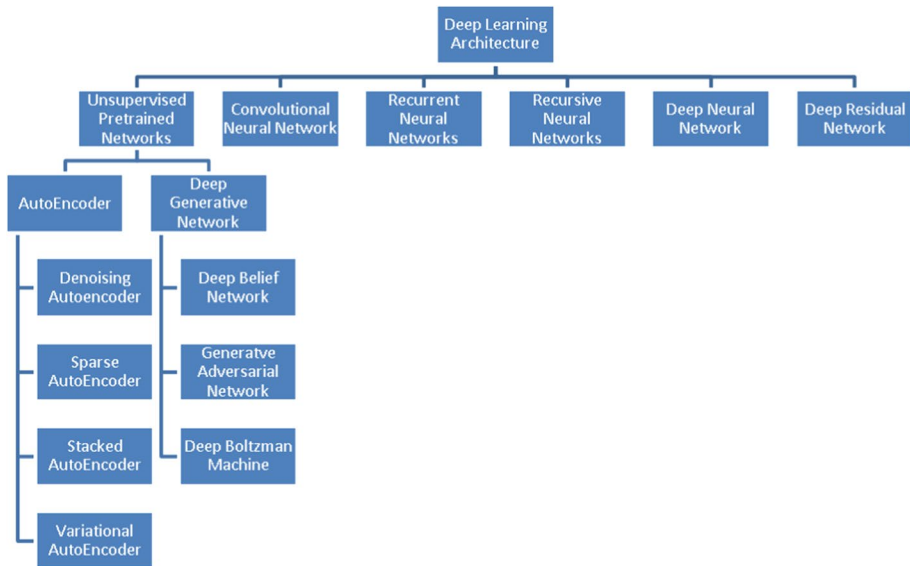 Deep Learning
Architecture
Unsupervised
Pretrained
Networks
Convolutional
Neural Network
Recurrent
Neural
Networks
Recursive
Neural
Networks
Deep Neural
Network
Deep Residual
Network
AutoEncoder
Deep
Generative
Network
Denoising
Autoencoder
Deep Belief
Network
Sparse
AutoEncoder
Generatve
Adversarial
Network
Stacked
AutoEncoder
Deep Boltzman
Machine
Variational
AutoEncoder